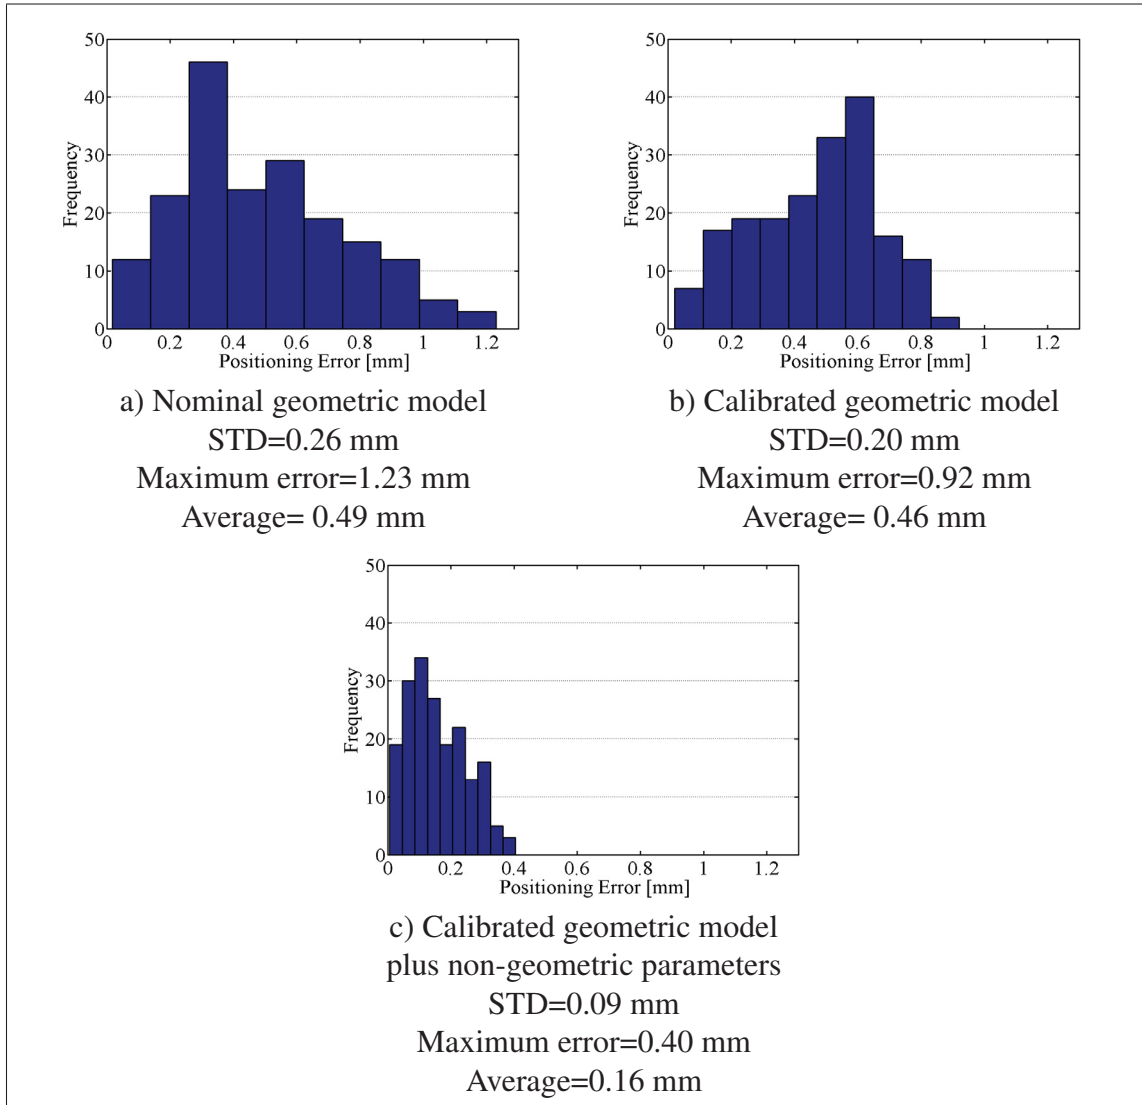 50
40
30
20
10
0
Frequency
0 0.2 0.4 0.6 0.8 1 1.2
Positioning Error [mm]
a) Nominal geometric model
STD=0.26 mm
Maximum error=1.23 mm
Average= 0.49 mm
50
40
30
20
10
0
Frequency
0 0.2 0.4 0.6 0.8 1 1.2
Positioning Error [mm]
b) Calibrated geometric model
STD=0.20 mm
Maximum error=0.92 mm
Average= 0.46 mm
50
40
30
20
10
0
Frequency
0 0.2 0.4 0.6 0.8 1 1.2
Positioning Error [mm]
c) Calibrated geometric model
plus non-geometric parameters
STD=0.09 mm
Maximum error=0.40 mm
Average=0.16 mm